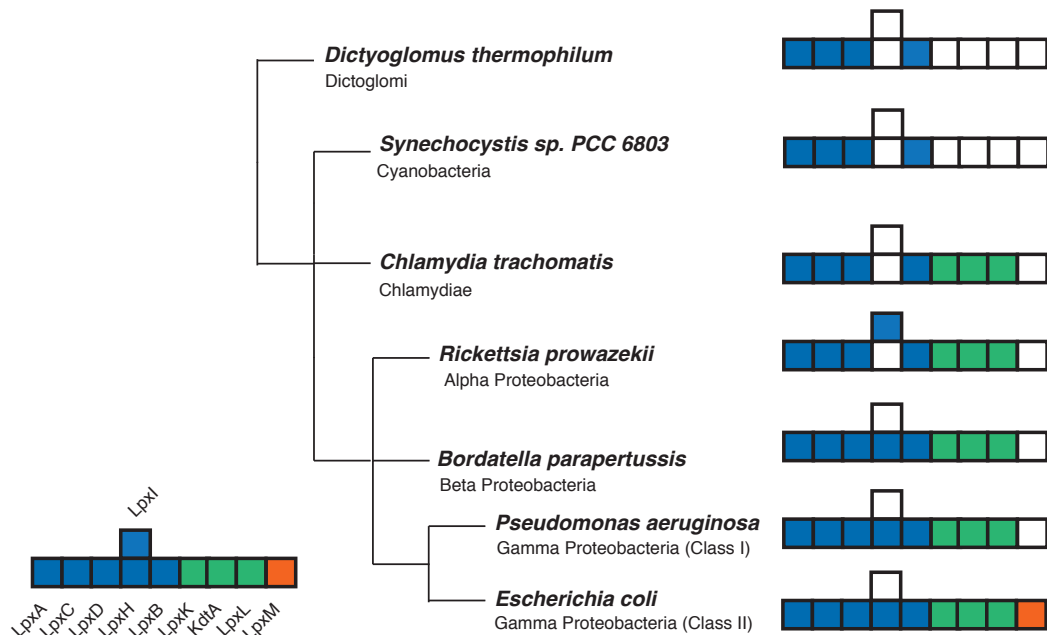 Dictyoglomus thermophilum
Dictoglomi
Synechocystis sp. PCC 6803
Cyanobacteria
Chlamydia trachomatis
Chlamydiae
Rickettsia prowazekii
Alpha Proteobacteria
Bordatella parapertussis
Beta Proteobacteria
Pseudomonas aeruginosa
Gamma Proteobacteria (Class I)
Escherichia coli
Gamma Proteobacteria (Class II)
LpxI
LpxA
LpxC
LpxD
LpxH
LpxB
LpxK
KdtA
LpxL
LpxM